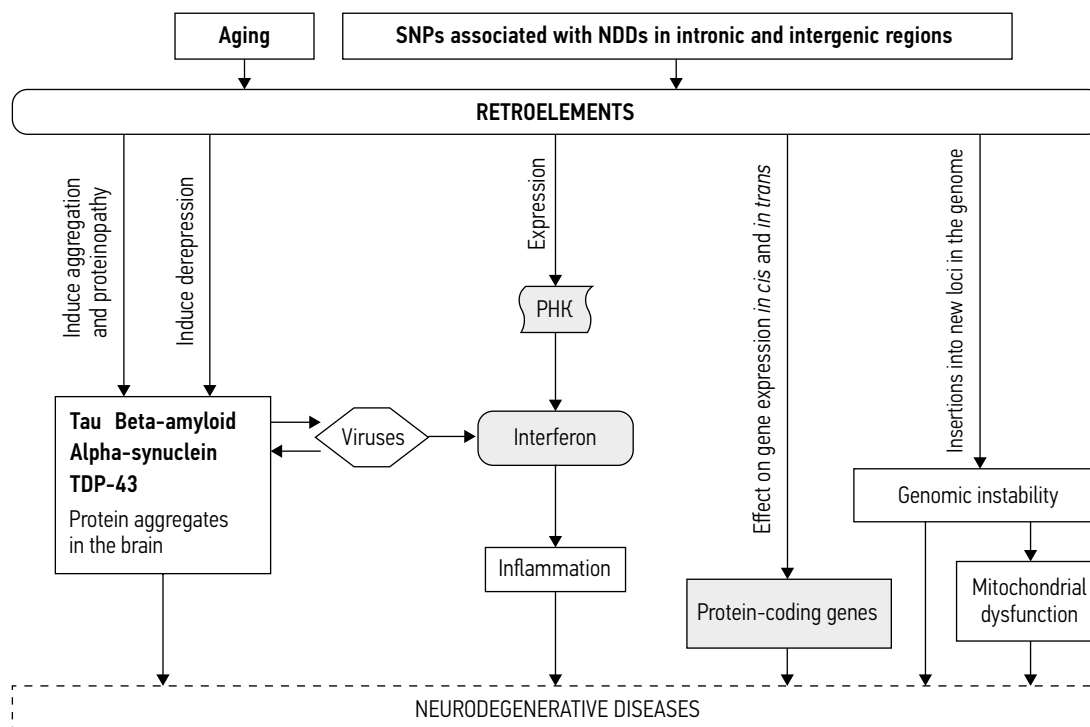 Aging
SNPs associated with NDDs in intronic and intergenic regions
RETROELEMENTS
Induce aggregation
and proteinopathy
Induce derepression
Expression
Effect on gene expression in cis and in trans
Insertions into new loci in the genome
РНК
Tau Beta-amyloid
Alpha-synuclein
TDP-43
Protein aggregates
in the brain
Viruses
Interferon
Genomic instability
Inflammation
Protein-coding genes
Mitochondrial
dysfunction
NEURODEGENERATIVE DISEASES